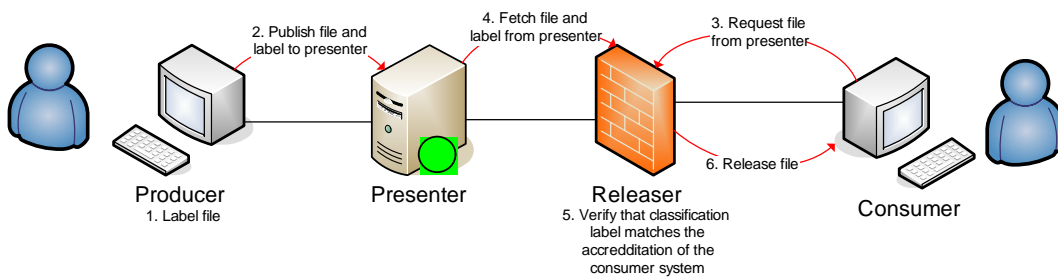 2. Publish file and
label to presenter
4. Fetch file and
label from presenter
3. Request file
from presenter
6. Release file
Producer
1. Label file
Presenter
Releaser
5. Verify that classification
label matches the
accredditation of the
consumer system
Consumer